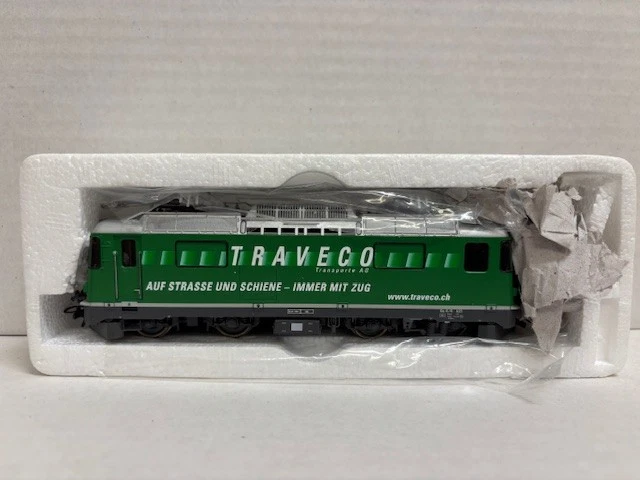 TRAVECO
Transporte AG
AUF STRASSE UND SCHIENE – IMMER MIT ZUG
www.traveco.ch